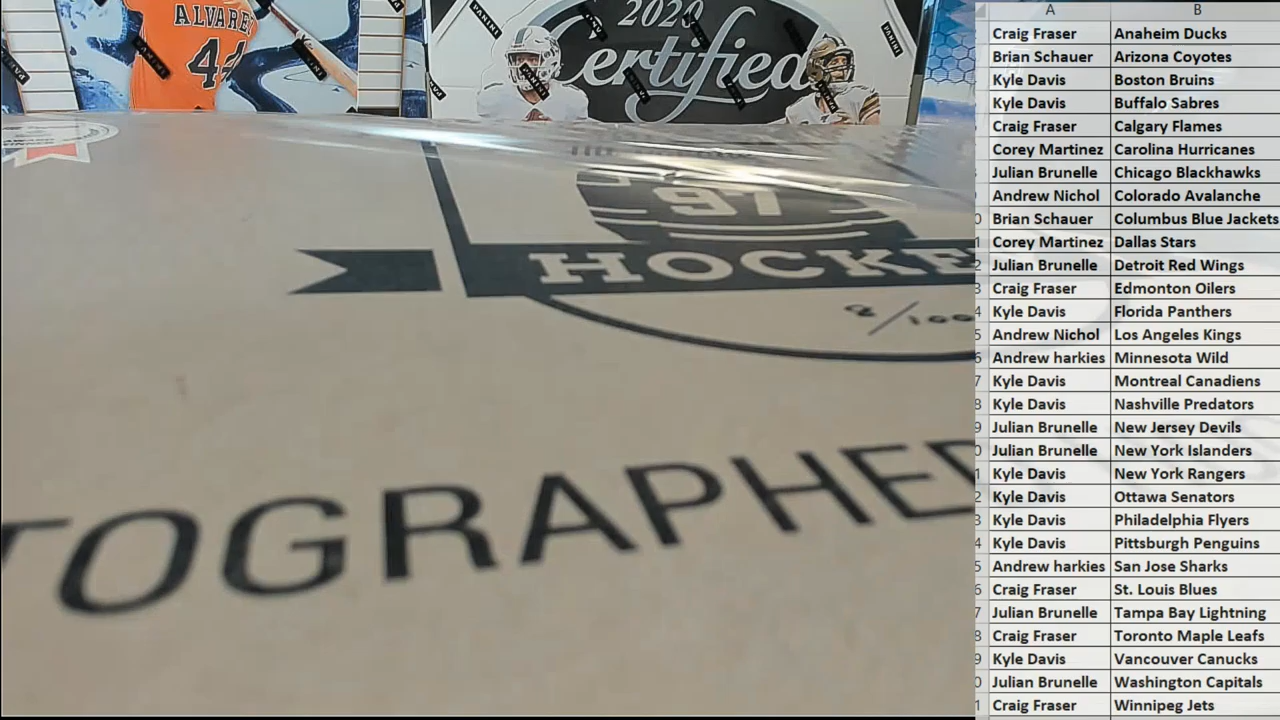 ALVAREZ
44
2020
Certified
PANINI
PANINI
PANINI
97
HOCKE
2/100
TOGRAPHED
A B
Craig Fraser Anaheim Ducks
Brian Schauer Arizona Coyotes
Kyle Davis Boston Bruins
Kyle Davis Buffalo Sabres
Craig Fraser Calgary Flames
Corey Martinez Carolina Hurricanes
Julian Brunelle Chicago Blackhawks
Andrew Nichol Colorado Avalanche
Brian Schauer Columbus Blue Jackets
Corey Martinez Dallas Stars
Julian Brunelle Detroit Red Wings
Craig Fraser Edmonton Oilers
Kyle Davis Florida Panthers
Andrew Nichol Los Angeles Kings
Andrew harkies Minnesota Wild
Kyle Davis Montreal Canadiens
Kyle Davis Nashville Predators
Julian Brunelle New Jersey Devils
Julian Brunelle New York Islanders
Kyle Davis New York Rangers
Kyle Davis Ottawa Senators
Kyle Davis Philadelphia Flyers
Kyle Davis Pittsburgh Penguins
Andrew harkies San Jose Sharks
Craig Fraser St. Louis Blues
Julian Brunelle Tampa Bay Lightning
Craig Fraser Toronto Maple Leafs
Kyle Davis Vancouver Canucks
Julian Brunelle Washington Capitals
Craig Fraser Winnipeg Jets